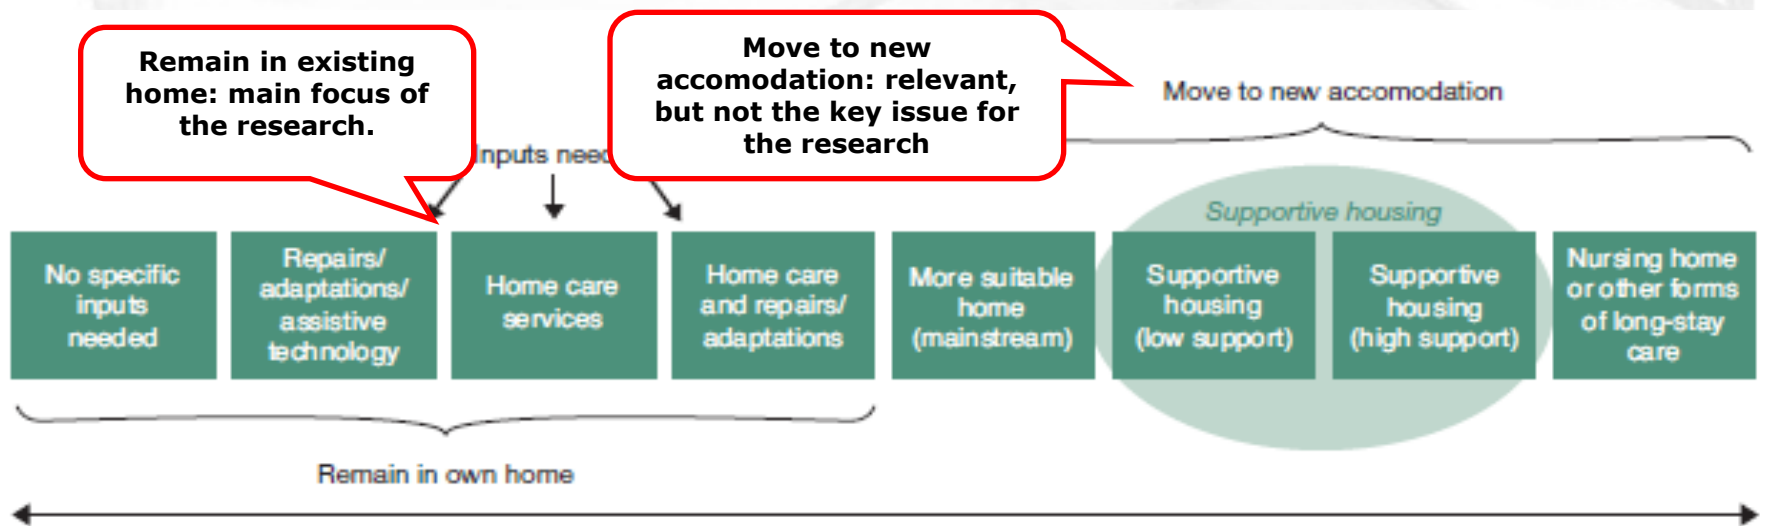 Remain in existing
home: main focus of
the research.
Move to new
accomodation: relevant,
but not the key issue for
the research
Move to new accomodation
Inputs
Supportive housing
No specific
inputs
needed
Repairs/
adaptations/
assistive
technology
Home care
services
Home care
and repairs/
adaptations
More suitable
home
(mainstream)
Supportive
housing
(low support)
Supportive
housing
(high support)
Nursing home
or other forms
of long-stay
care
Remain in own home